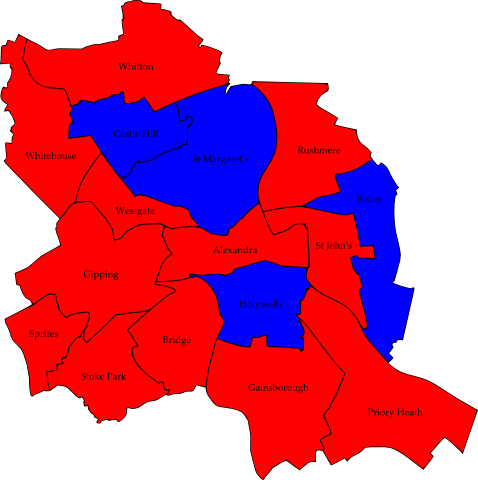 Whitton
Castle Hill
St Margaret's
Rushmere
Whitehouse
Bixley
Westgate
St John's
Alexandra
Gipping
Holywells
Sprites
Bridge
Stoke Park
Gainsborough
Priory Heath